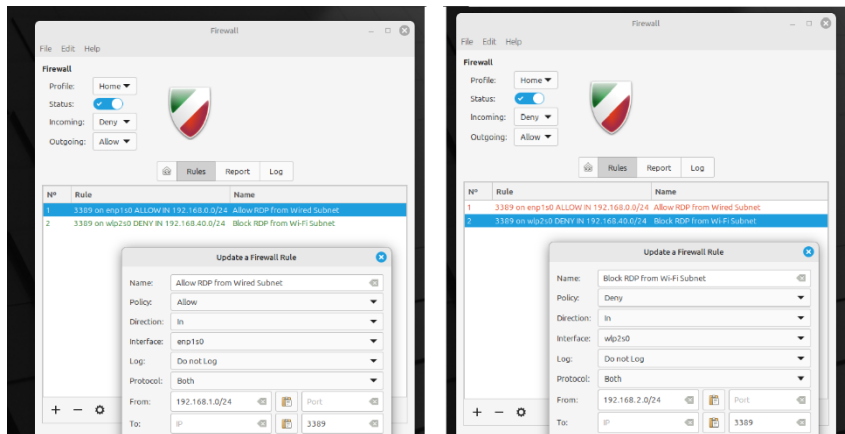 Firewall
File Edit Help
Firewall
Profile: Home
Status:
Incoming: Deny
Outgoing: Allow
Rules Report Log
Nº Rule Name
1 3389 on enp1s0 ALLOW IN 192.168.0.0/24 Allow RDP from Wired Subnet
2 3389 on wlp2s0 DENY IN 192.168.40.0/24 Block RDP from Wi-Fi Subnet
Update a Firewall Rule
Name: Allow RDP from Wired Subnet
Policy: Allow
Direction: In
Interface: enp1s0
Log: Do not Log
Protocol: Both
From: 192.168.1.0/24 Port
To: IP 3389
Firewall
File Edit Help
Firewall
Profile: Home
Status:
Incoming: Deny
Outgoing: Allow
Rules Report Log
Nº Rule Name
1 3389 on enp1s0 ALLOW IN 192.168.0.0/24 Allow RDP from Wired Subnet
2 3389 on wlp2s0 DENY IN 192.168.40.0/24 Block RDP from Wi-Fi Subnet
Update a Firewall Rule
Name: Block RDP from Wi-Fi Subnet
Policy: Deny
Direction: In
Interface: wlp2s0
Log: Do not Log
Protocol: Both
From: 192.168.2.0/24 Port
To: IP 3389